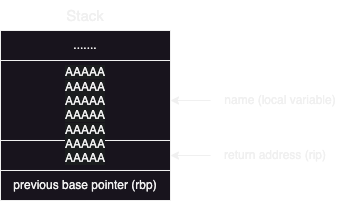 Stack
.......
AAAAA
AAAAA
AAAAA
AAAAA
AAAAA
AAAAA
AAAAA
name (local variable)
return address (rip)
previous base pointer (rbp)